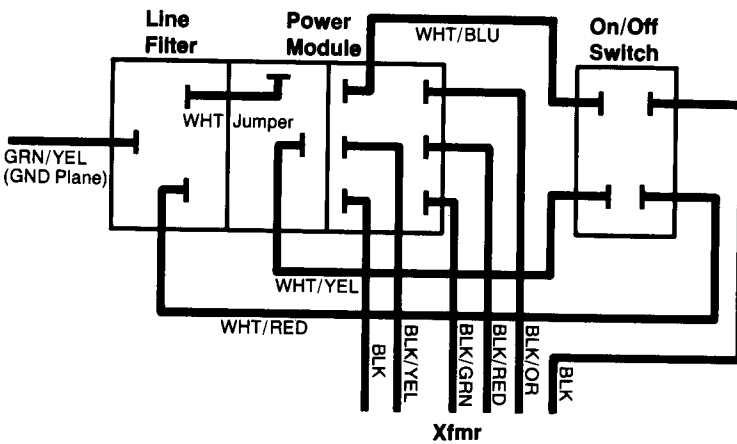 Line
Filter
Power
Module
WHT/BLU
On/Off
Switch
WHT Jumper
GRN/YEL
(GND Plane)
WHT/YEL
WHT/RED
BLK
BLK/YEL
BLK/GRN
BLK/RED
BLK/OR
BLK
Xfmr